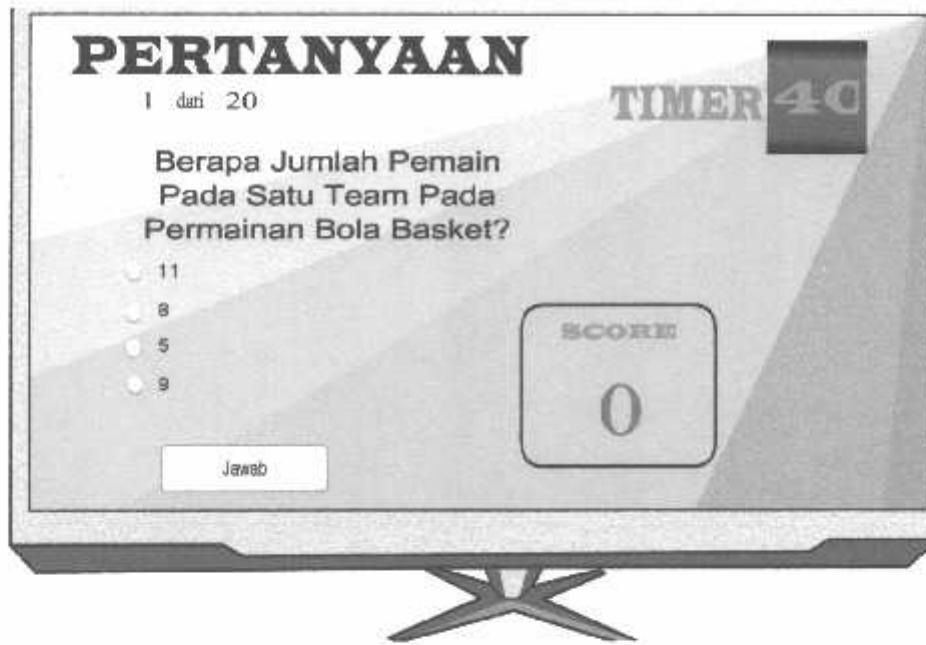 PERTANYAAN
1 dari 20
TIMER 40
Berapa Jumlah Pemain
Pada Satu Team Pada
Permainan Bola Basket?
11
8
5
9
SCORE
0
Jawab